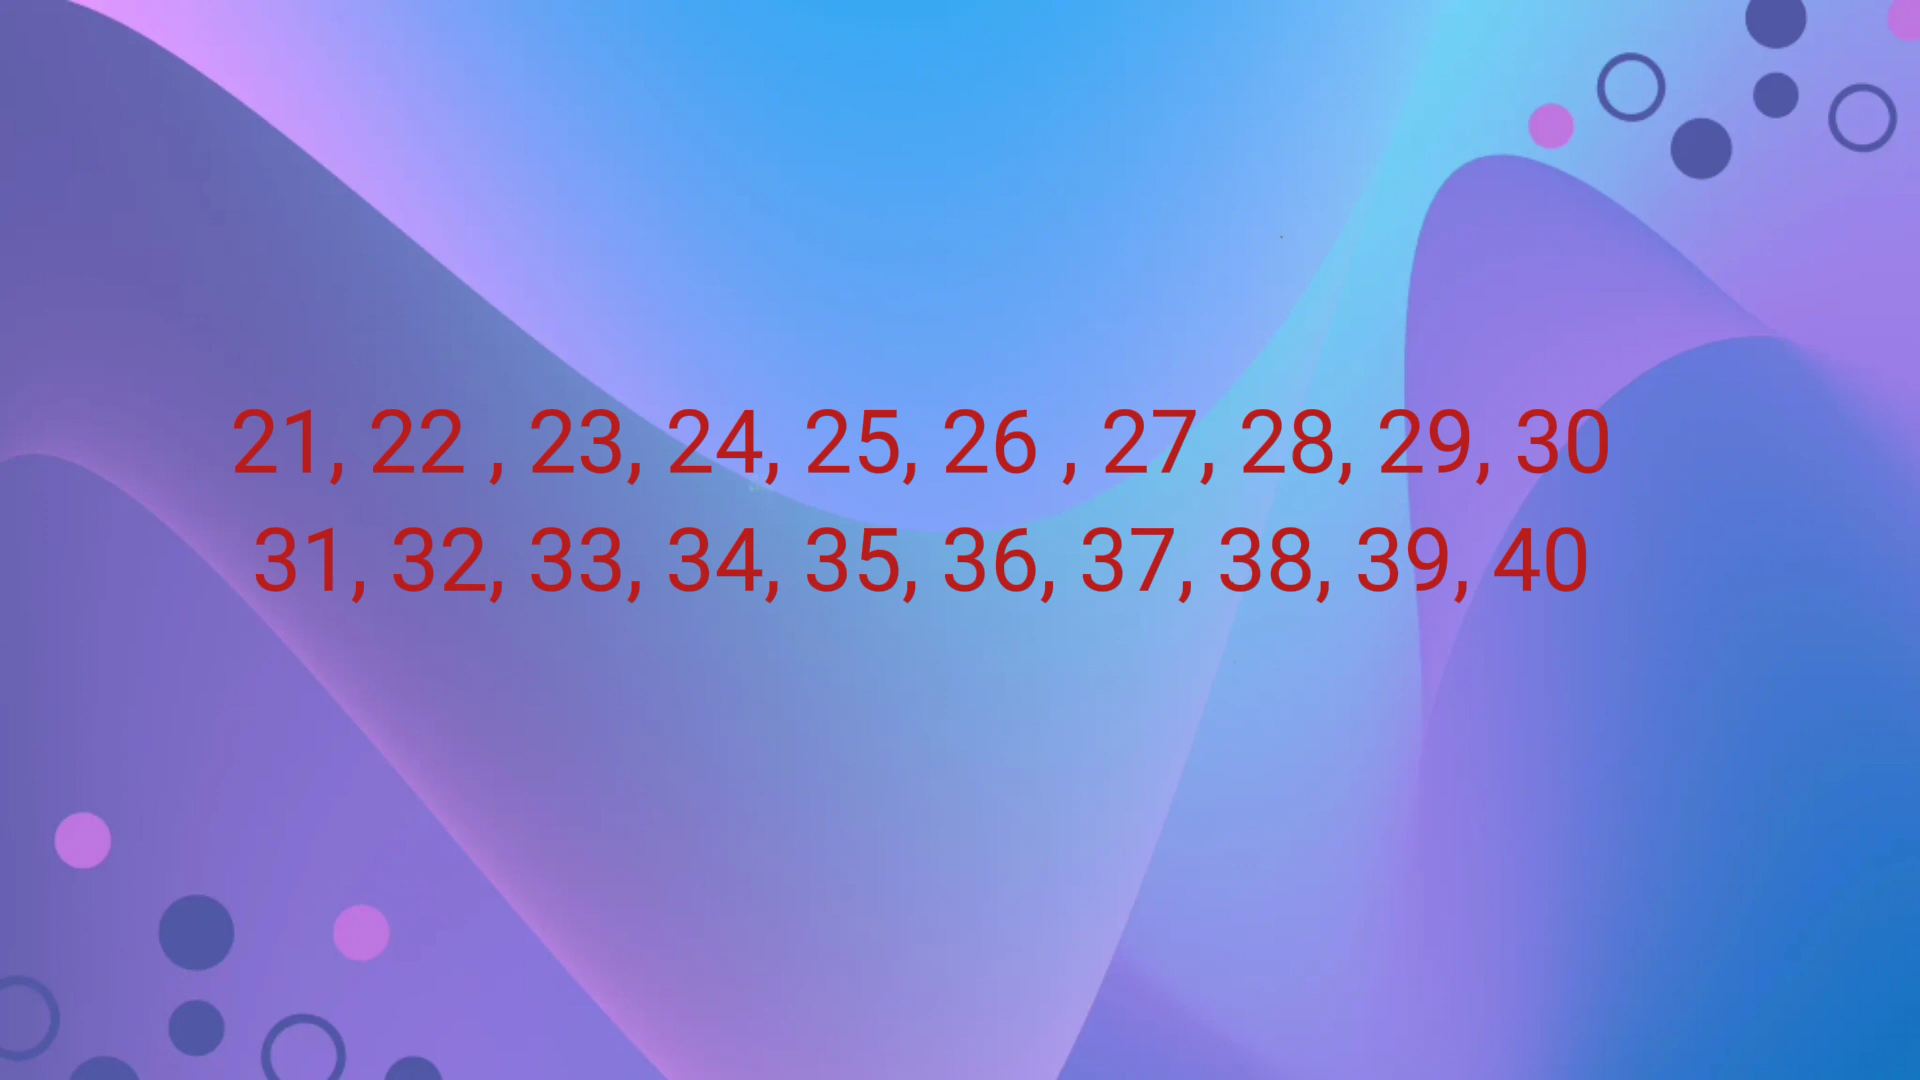 21, 22 , 23, 24, 25, 26 , 27, 28, 29, 30
31, 32, 33, 34, 35, 36, 37, 38, 39, 40